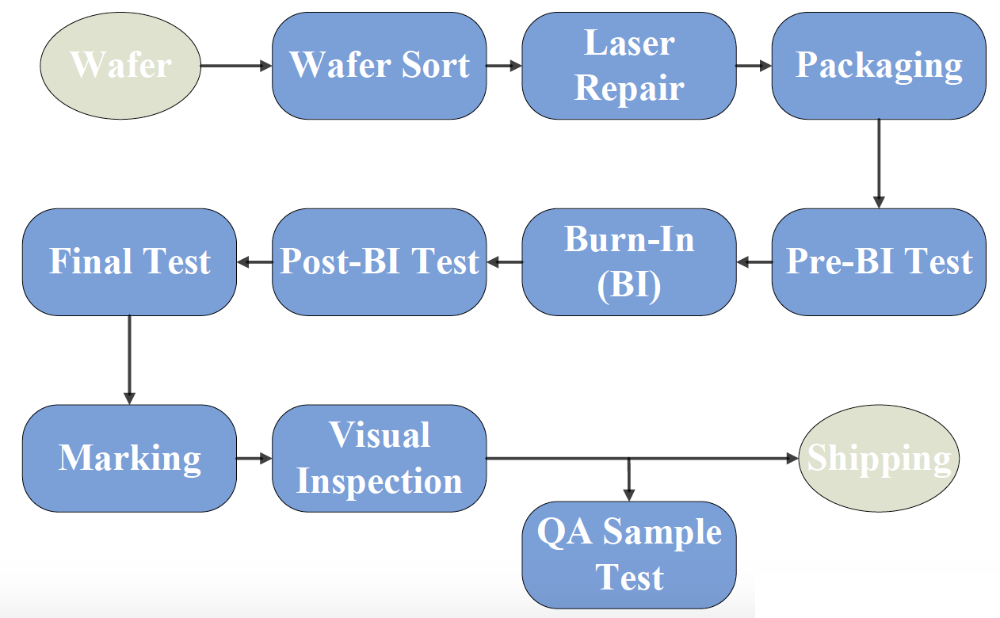 Wafer
Wafer Sort
Laser
Repair
Packaging
Final Test
Post-BI Test
Burn-In
(BI)
Pre-BI Test
Marking
Visual
Inspection
Shipping
QA Sample
Test